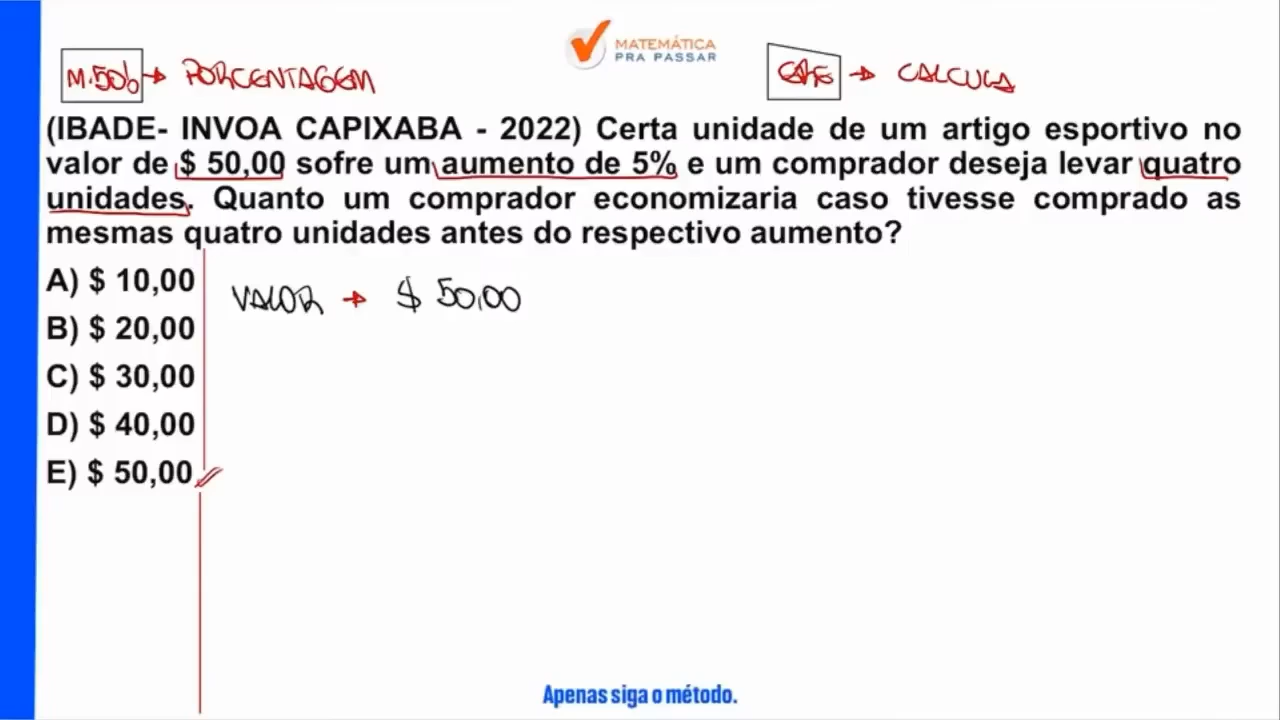 MATEMÁTICA
PRA PASSAR
M.50% → PORCENTAGEM
→ CALCULA
(IBADE- INVOA CAPIXABA - 2022) Certa unidade de um artigo esportivo no
valor de $ 50,00 sofre um aumento de 5% e um comprador deseja levar quatro
unidades. Quanto um comprador economizaria caso tivesse comprado as
mesmas quatro unidades antes do respectivo aumento?
A) $ 10,00
VALOR → $ 50,00
B) $ 20,00
C) $ 30,00
D) $ 40,00
E) $ 50,00
Apenas siga o método.